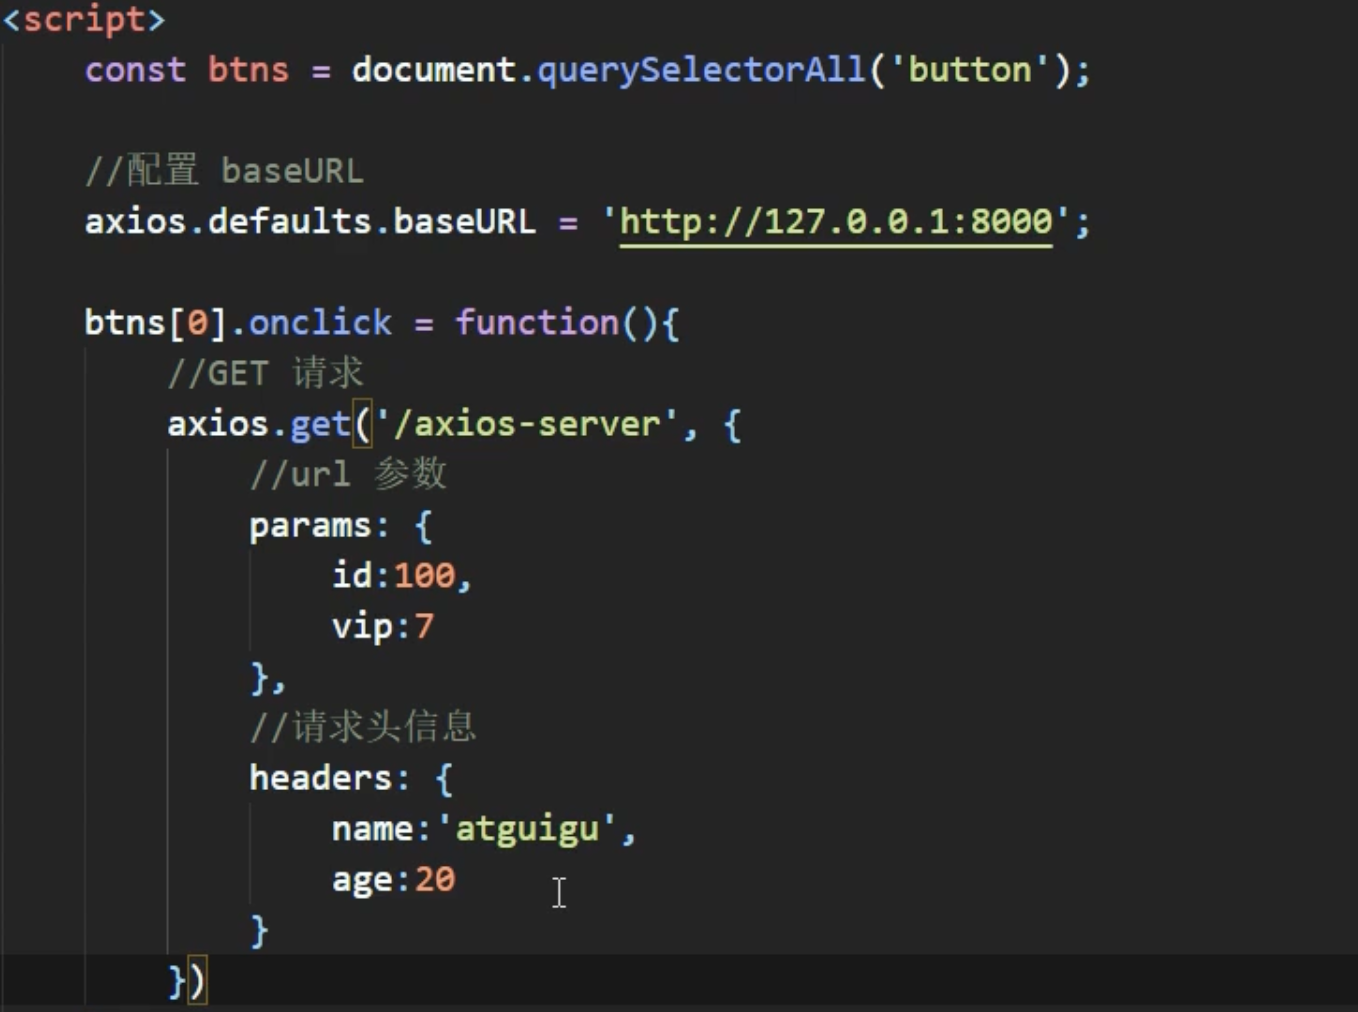 <script>
const btns = document.querySelectorAll('button');
//配置 baseURL
axios.defaults.baseURL = 'http://127.0.0.1:8000';
btns[0].onclick = function(){
//GET 请求
axios.get('/axios-server', {
//url 参数
params: {
id:100,
vip:7
},
//请求头信息
headers: {
name:'atguigu',
age:20
}
})